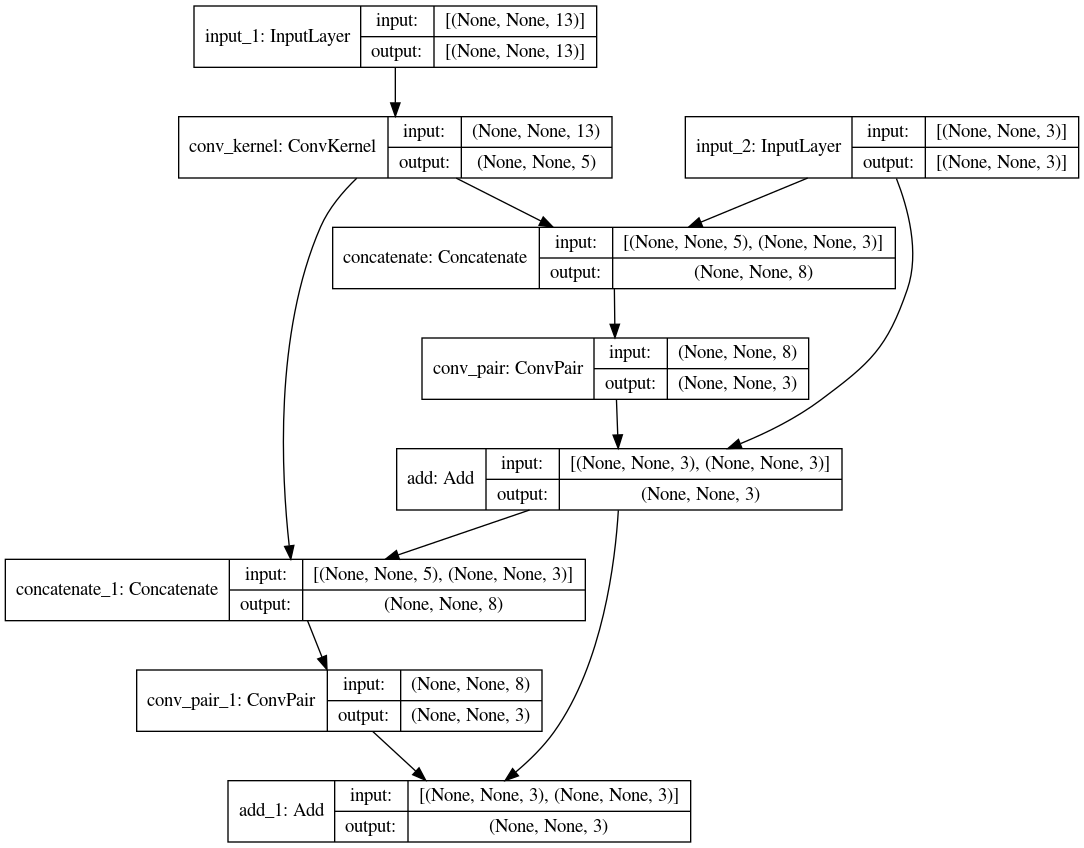 input_1: InputLayer
input:
[(None, None, 13)]
output:
[(None, None, 13)]
conv_kernel: ConvKernel
input:
(None, None, 13)
output:
(None, None, 5)
input_2: InputLayer
input:
[(None, None, 3)]
output:
[(None, None, 3)]
concatenate: Concatenate
input:
[(None, None, 5), (None, None, 3)]
output:
(None, None, 8)
conv_pair: ConvPair
input:
(None, None, 8)
output:
(None, None, 3)
add: Add
input:
[(None, None, 3), (None, None, 3)]
output:
(None, None, 3)
concatenate_1: Concatenate
input:
[(None, None, 5), (None, None, 3)]
output:
(None, None, 8)
conv_pair_1: ConvPair
input:
(None, None, 8)
output:
(None, None, 3)
add_1: Add
input:
[(None, None, 3), (None, None, 3)]
output:
(None, None, 3)